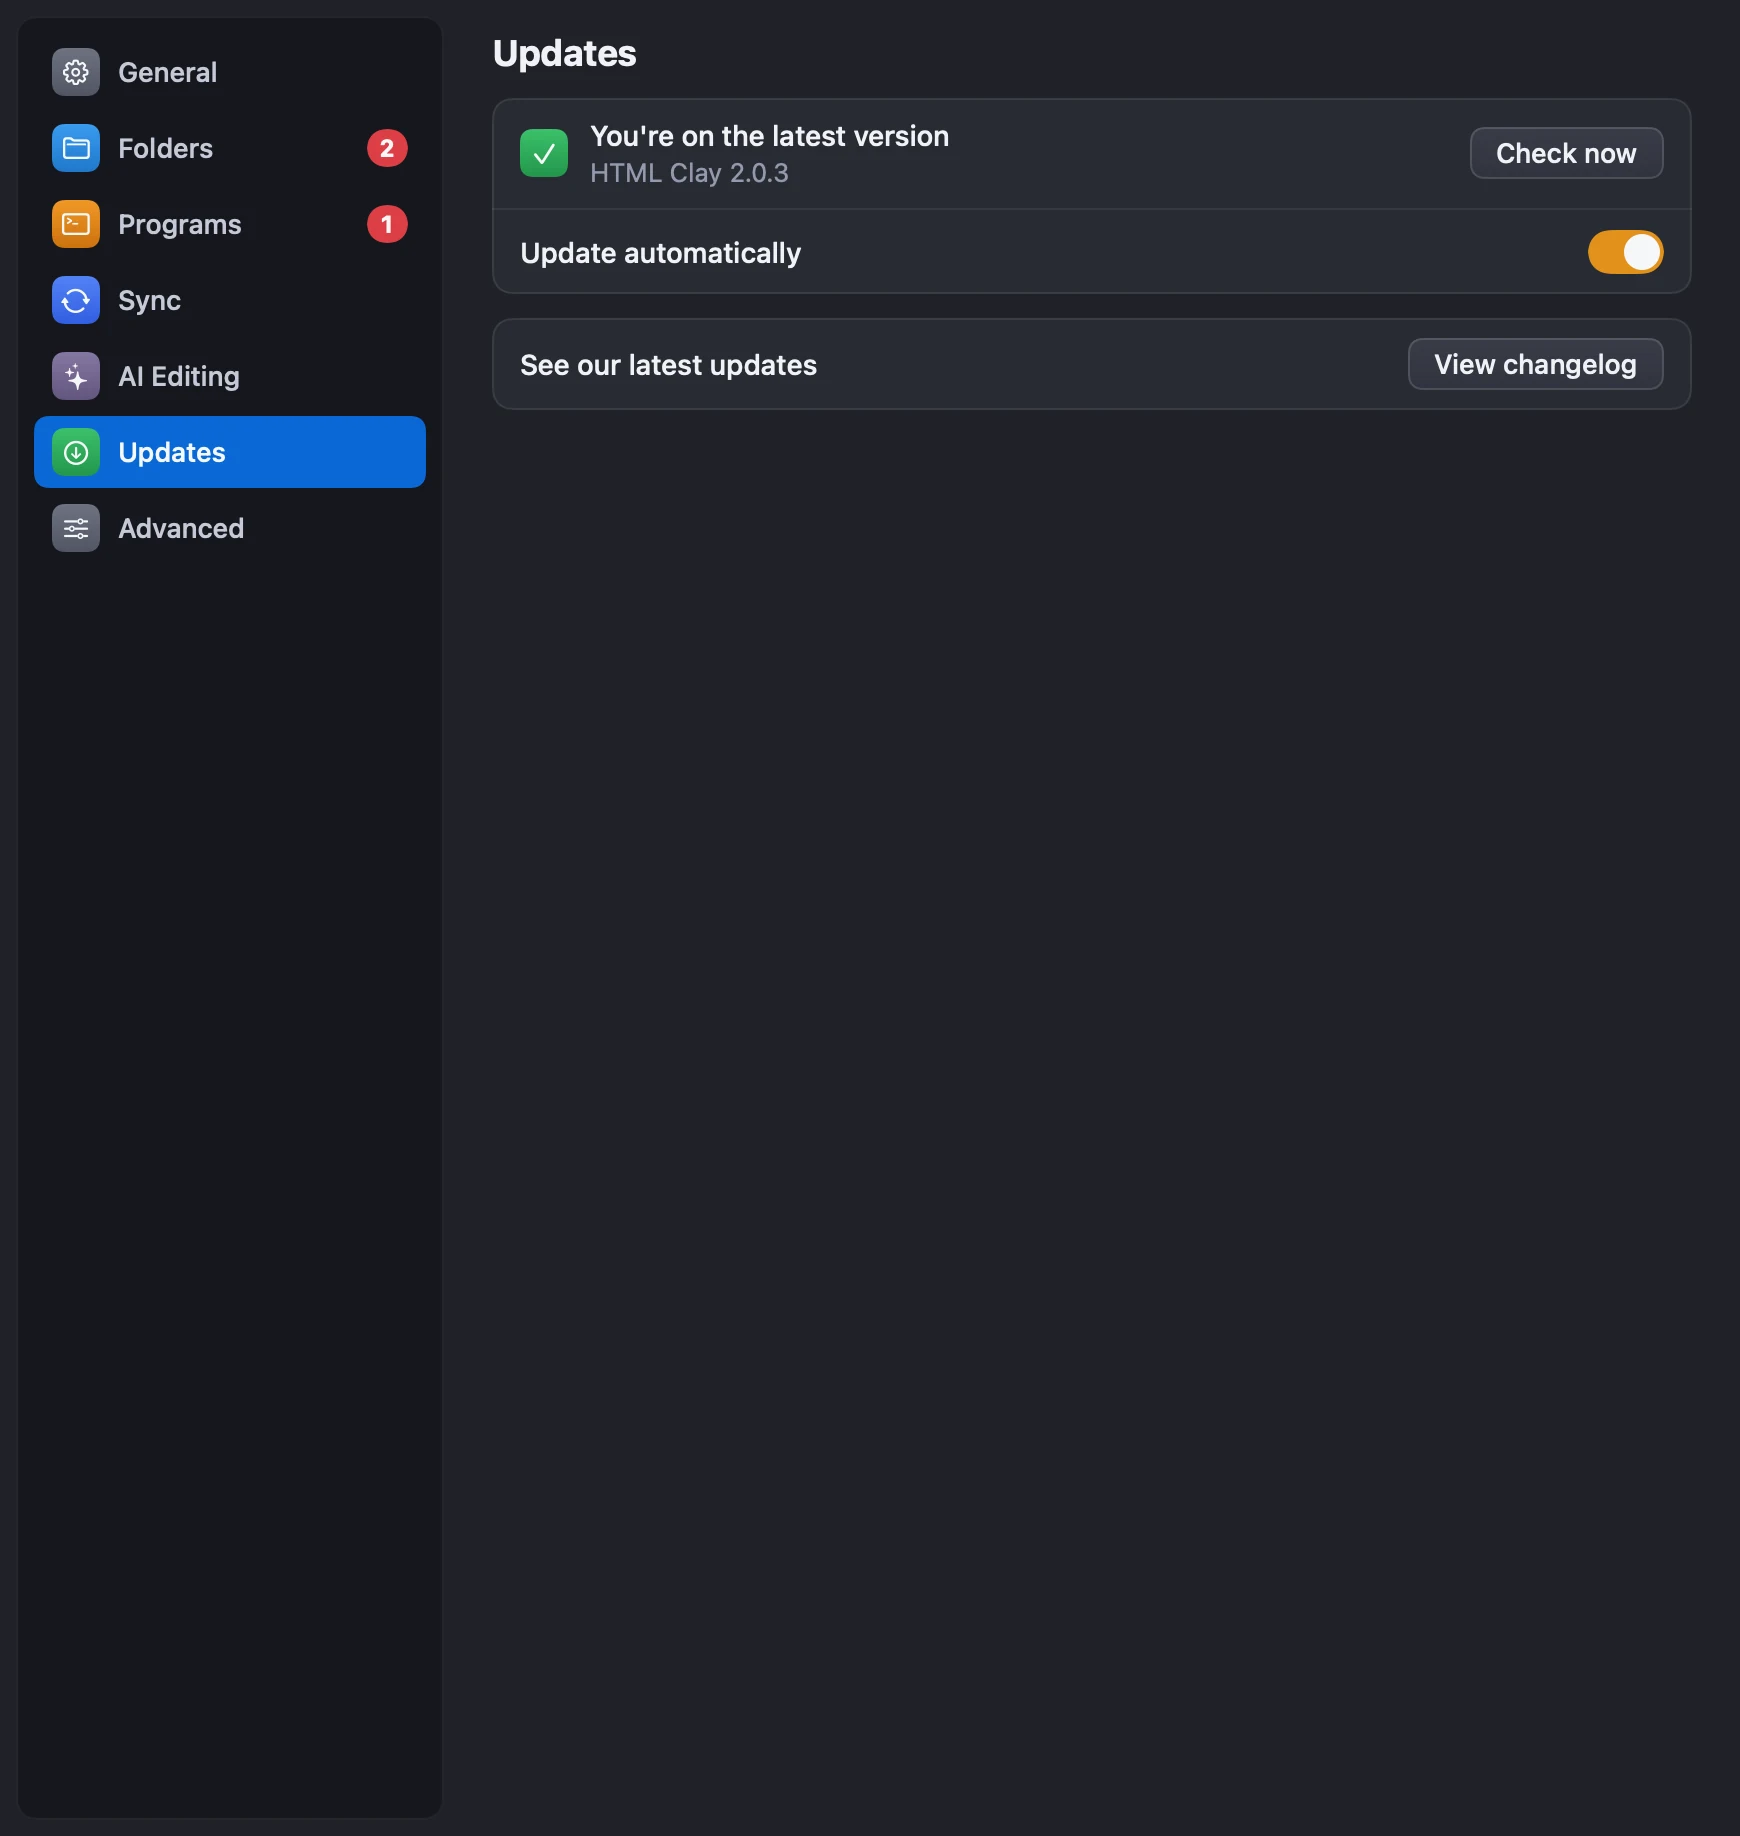 General
Folders 2
Programs 1
Sync
AI Editing
Updates
Advanced
Updates
You're on the latest version
HTML Clay 2.0.3
Check now
Update automatically
See our latest updates
View changelog